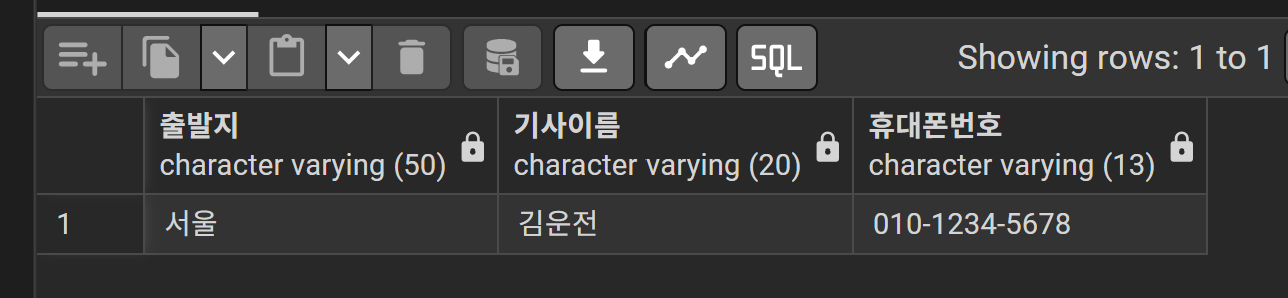 SQL
Showing rows: 1 to 1
출발지 기사이름 휴대폰번호
character varying (50) character varying (20) character varying (13)
1 서울 김운전 010-1234-5678